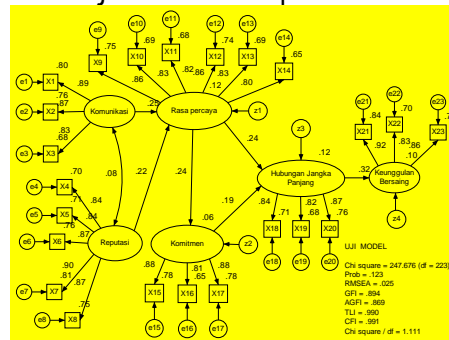 e11
e10
e12
e13
e9
.68
e14
.75
.69
.74
.69
X11
X10
X12
X13
.65
X9
X14
.80
.86
.83
.82
.86
.83
.80
e1
X1
.89
.12
.76
.25
Komunikasi
Rasa percaya
e2
X2
.87
z1
.83
.68
e3
X3
.24
z3
.08
.22
.24
.12
.70
e4
X4
.84
.71
e5
X5
.84
.76
e6
X6
.87
Reputasi
.90
.81
.87
e7
X7
.75
e8
X8
.06
Komitmen
z2
.19
.88
.81
.88
.78
.65
.78
X15
X16
X17
e15
e16
e17
Hubungan Jangka
Panjang
.84
.82
.87
.71
.68
.76
X18
X19
X20
e18
e19
e20
.32
e22
e21
e23
.84
.70
X21
X22
X23
.92
.83
.86
.10
Keunggulan
Bersaing
z4
UJI MODEL
Chi square = 247.676 (df = 223)
Prob = .123
RMSEA = .025
GFI = .894
AGFI = .869
TLI = .990
CFI = .991
Chi square / df = 1.111